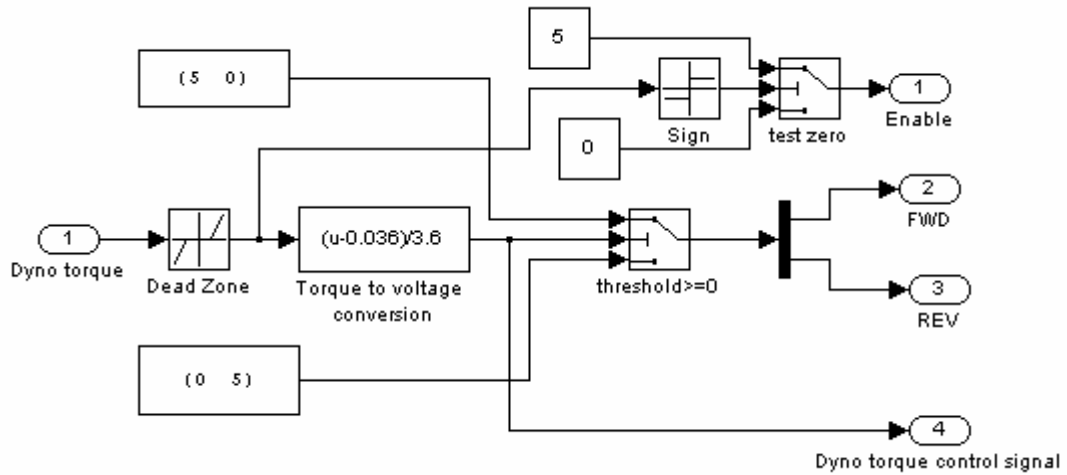 5
(5 0)
1
Enable
Sign
test zero
0
2
FWD
1
(u-0.036)/3.6
Dyno torque
Dead Zone
Torque to voltage
conversion
threshold>=0
3
REV
(0 5)
4
Dyno torque control signal